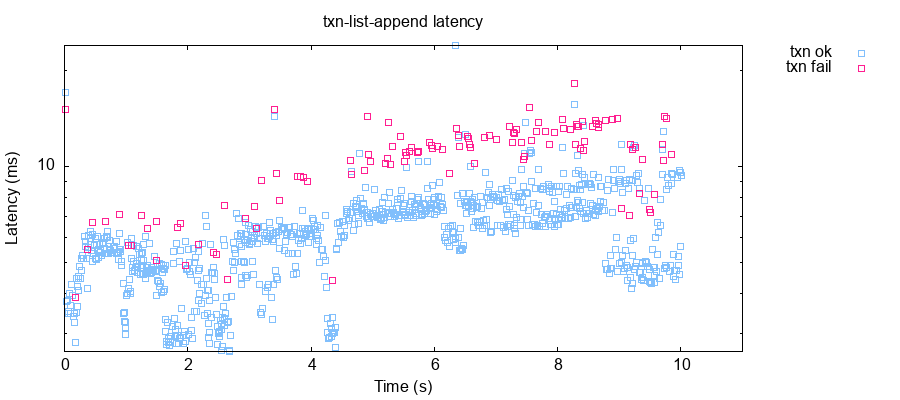 txn-list-append latency
txn ok
txn fail
10
Latency (ms)
0 2 4 6 8 10
Time (s)